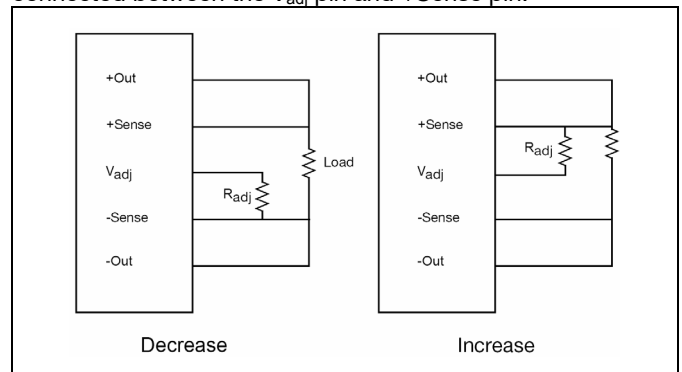 connected between the Vadj pin and +Sense pin.
+Out +Out
+Sense +Sense
Radj
Load
Vadj Vadj
Radj
-Sense -Sense
-Out -Out
Decrease Increase